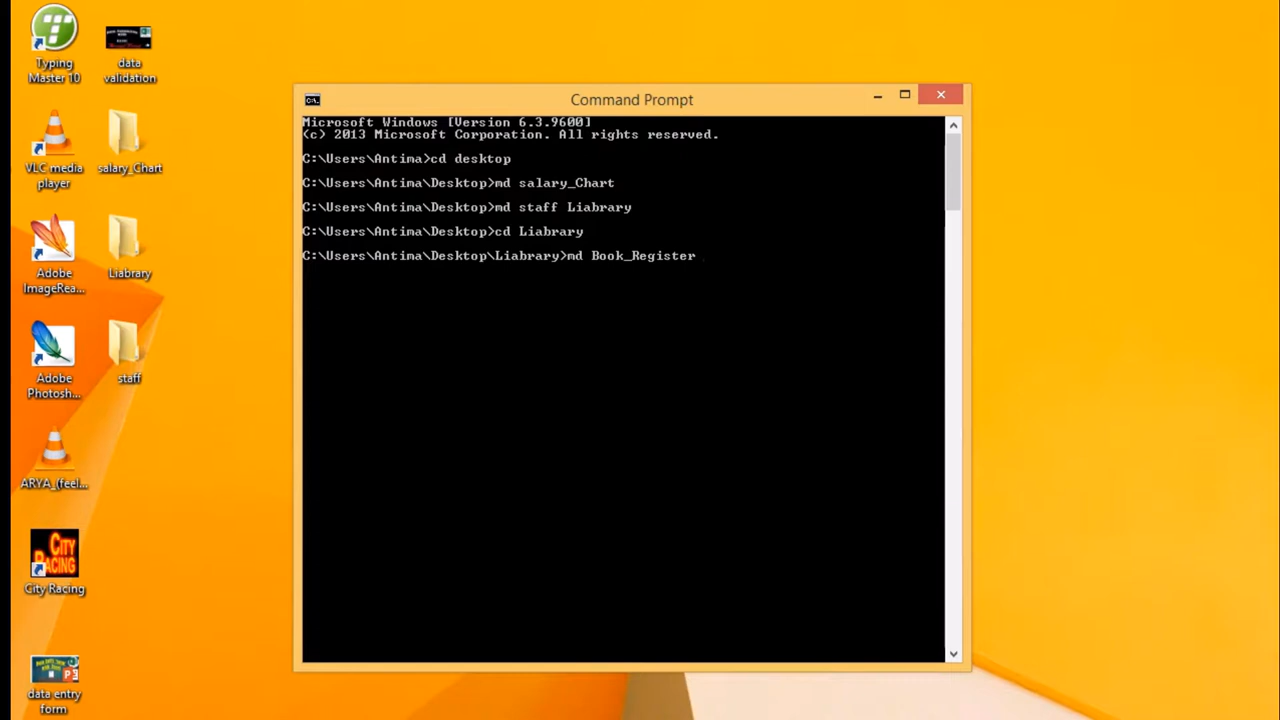 Typing
Master 10
data
validation
VLC media
player
salary_Chart
Adobe
ImageRea...
Liabrary
Adobe
Photosh...
staff
ARYA_(feel...
CITY
RACING
City Racing
data entry
form
Command Prompt
Microsoft Windows [Version 6.3.9600]
(c) 2013 Microsoft Corporation. All rights reserved.
C:\Users\Antima>cd desktop
C:\Users\Antima\Desktop>md salary_Chart
C:\Users\Antima\Desktop>md staff Liabrary
C:\Users\Antima\Desktop>cd Liabrary
C:\Users\Antima\Desktop\Liabrary>md Book_Register